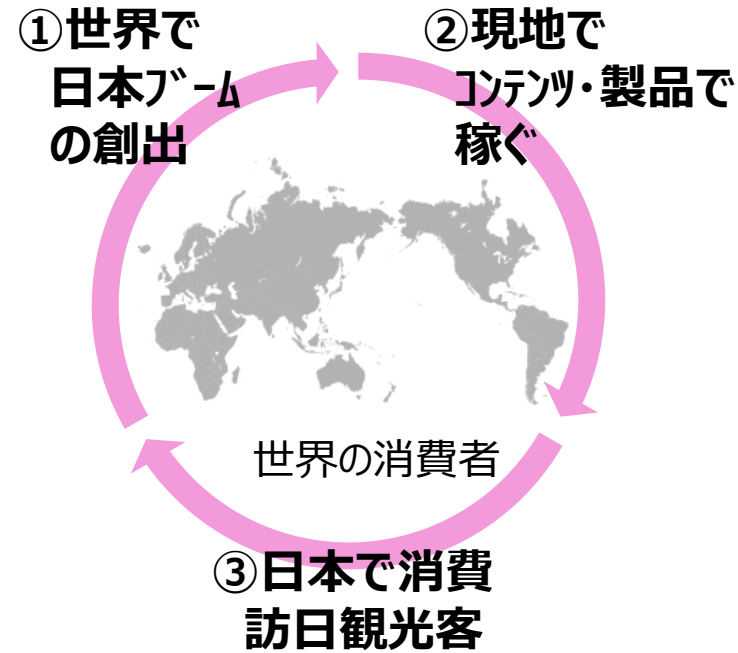 ①世界で
日本ﾌﾞｰﾑ
の創出
②現地で
ｺﾝﾃﾝﾂ・製品で
稼ぐ
世界の消費者
③日本で消費
訪日観光客